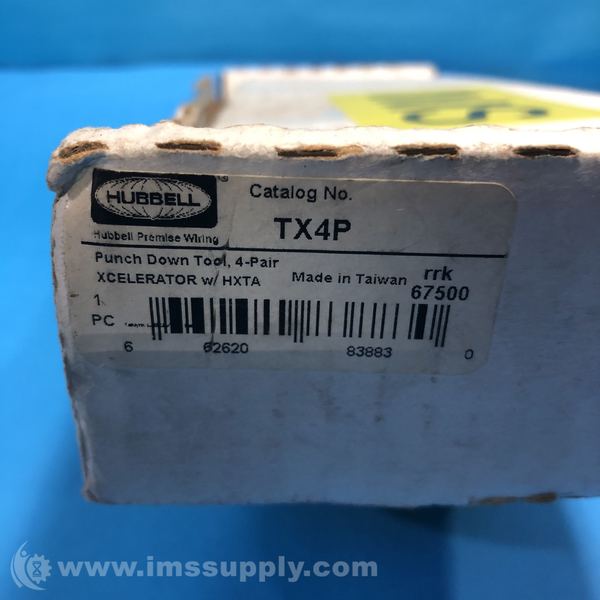 HUBBELL®
Hubbell Premise Wiring
Catalog No.
TX4P
Punch Down Tool, 4-Pair
XCELERATOR w/ HXTA
Made in Taiwan
rrk
67500
1
PC
6 62620 83883 0
www.imssupply.com